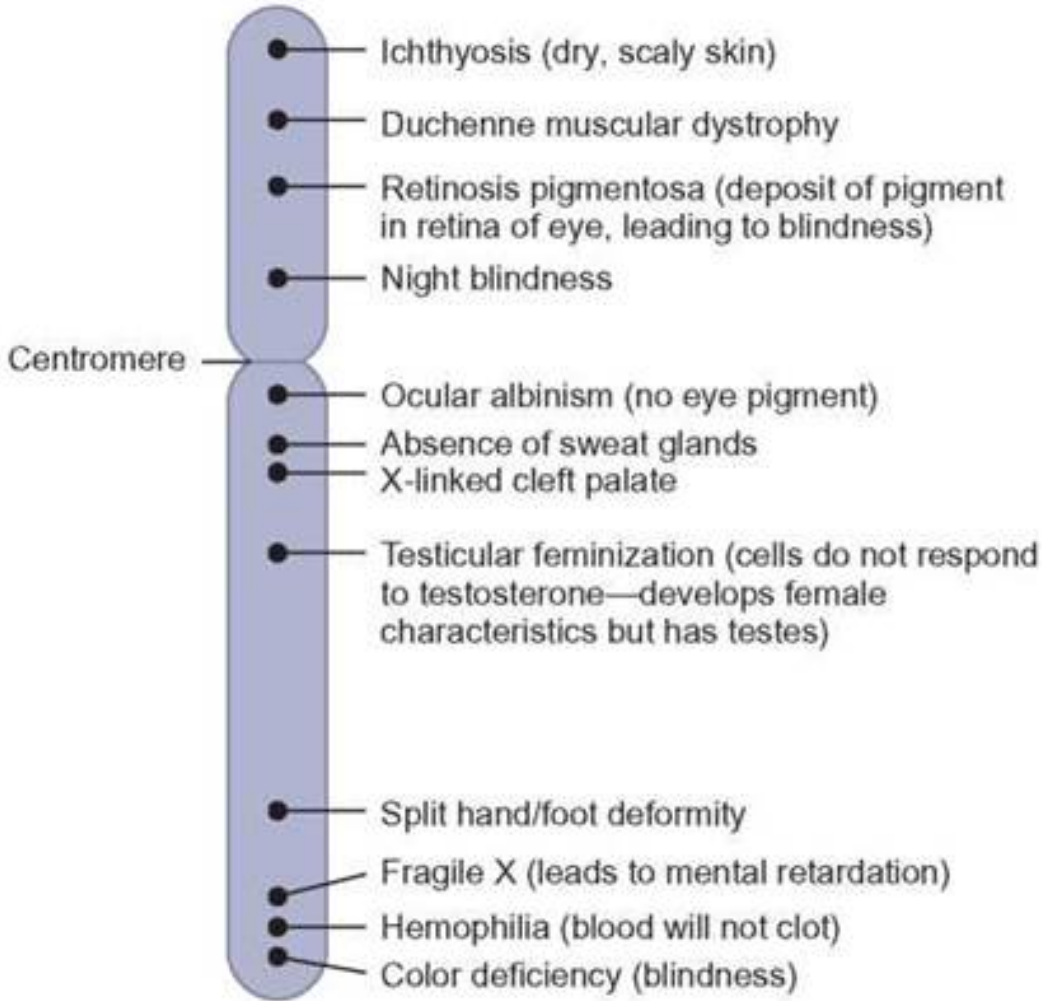 Ichthyosis (dry, scaly skin)
Duchenne muscular dystrophy
Retinosis pigmentosa (deposit of pigment
in retina of eye, leading to blindness)
Night blindness
Centromere
Ocular albinism (no eye pigment)
Absence of sweat glands
X-linked cleft palate
Testicular feminization (cells do not respond
to testosterone—develops female
characteristics but has testes)
Split hand/foot deformity
Fragile X (leads to mental retardation)
Hemophilia (blood will not clot)
Color deficiency (blindness)